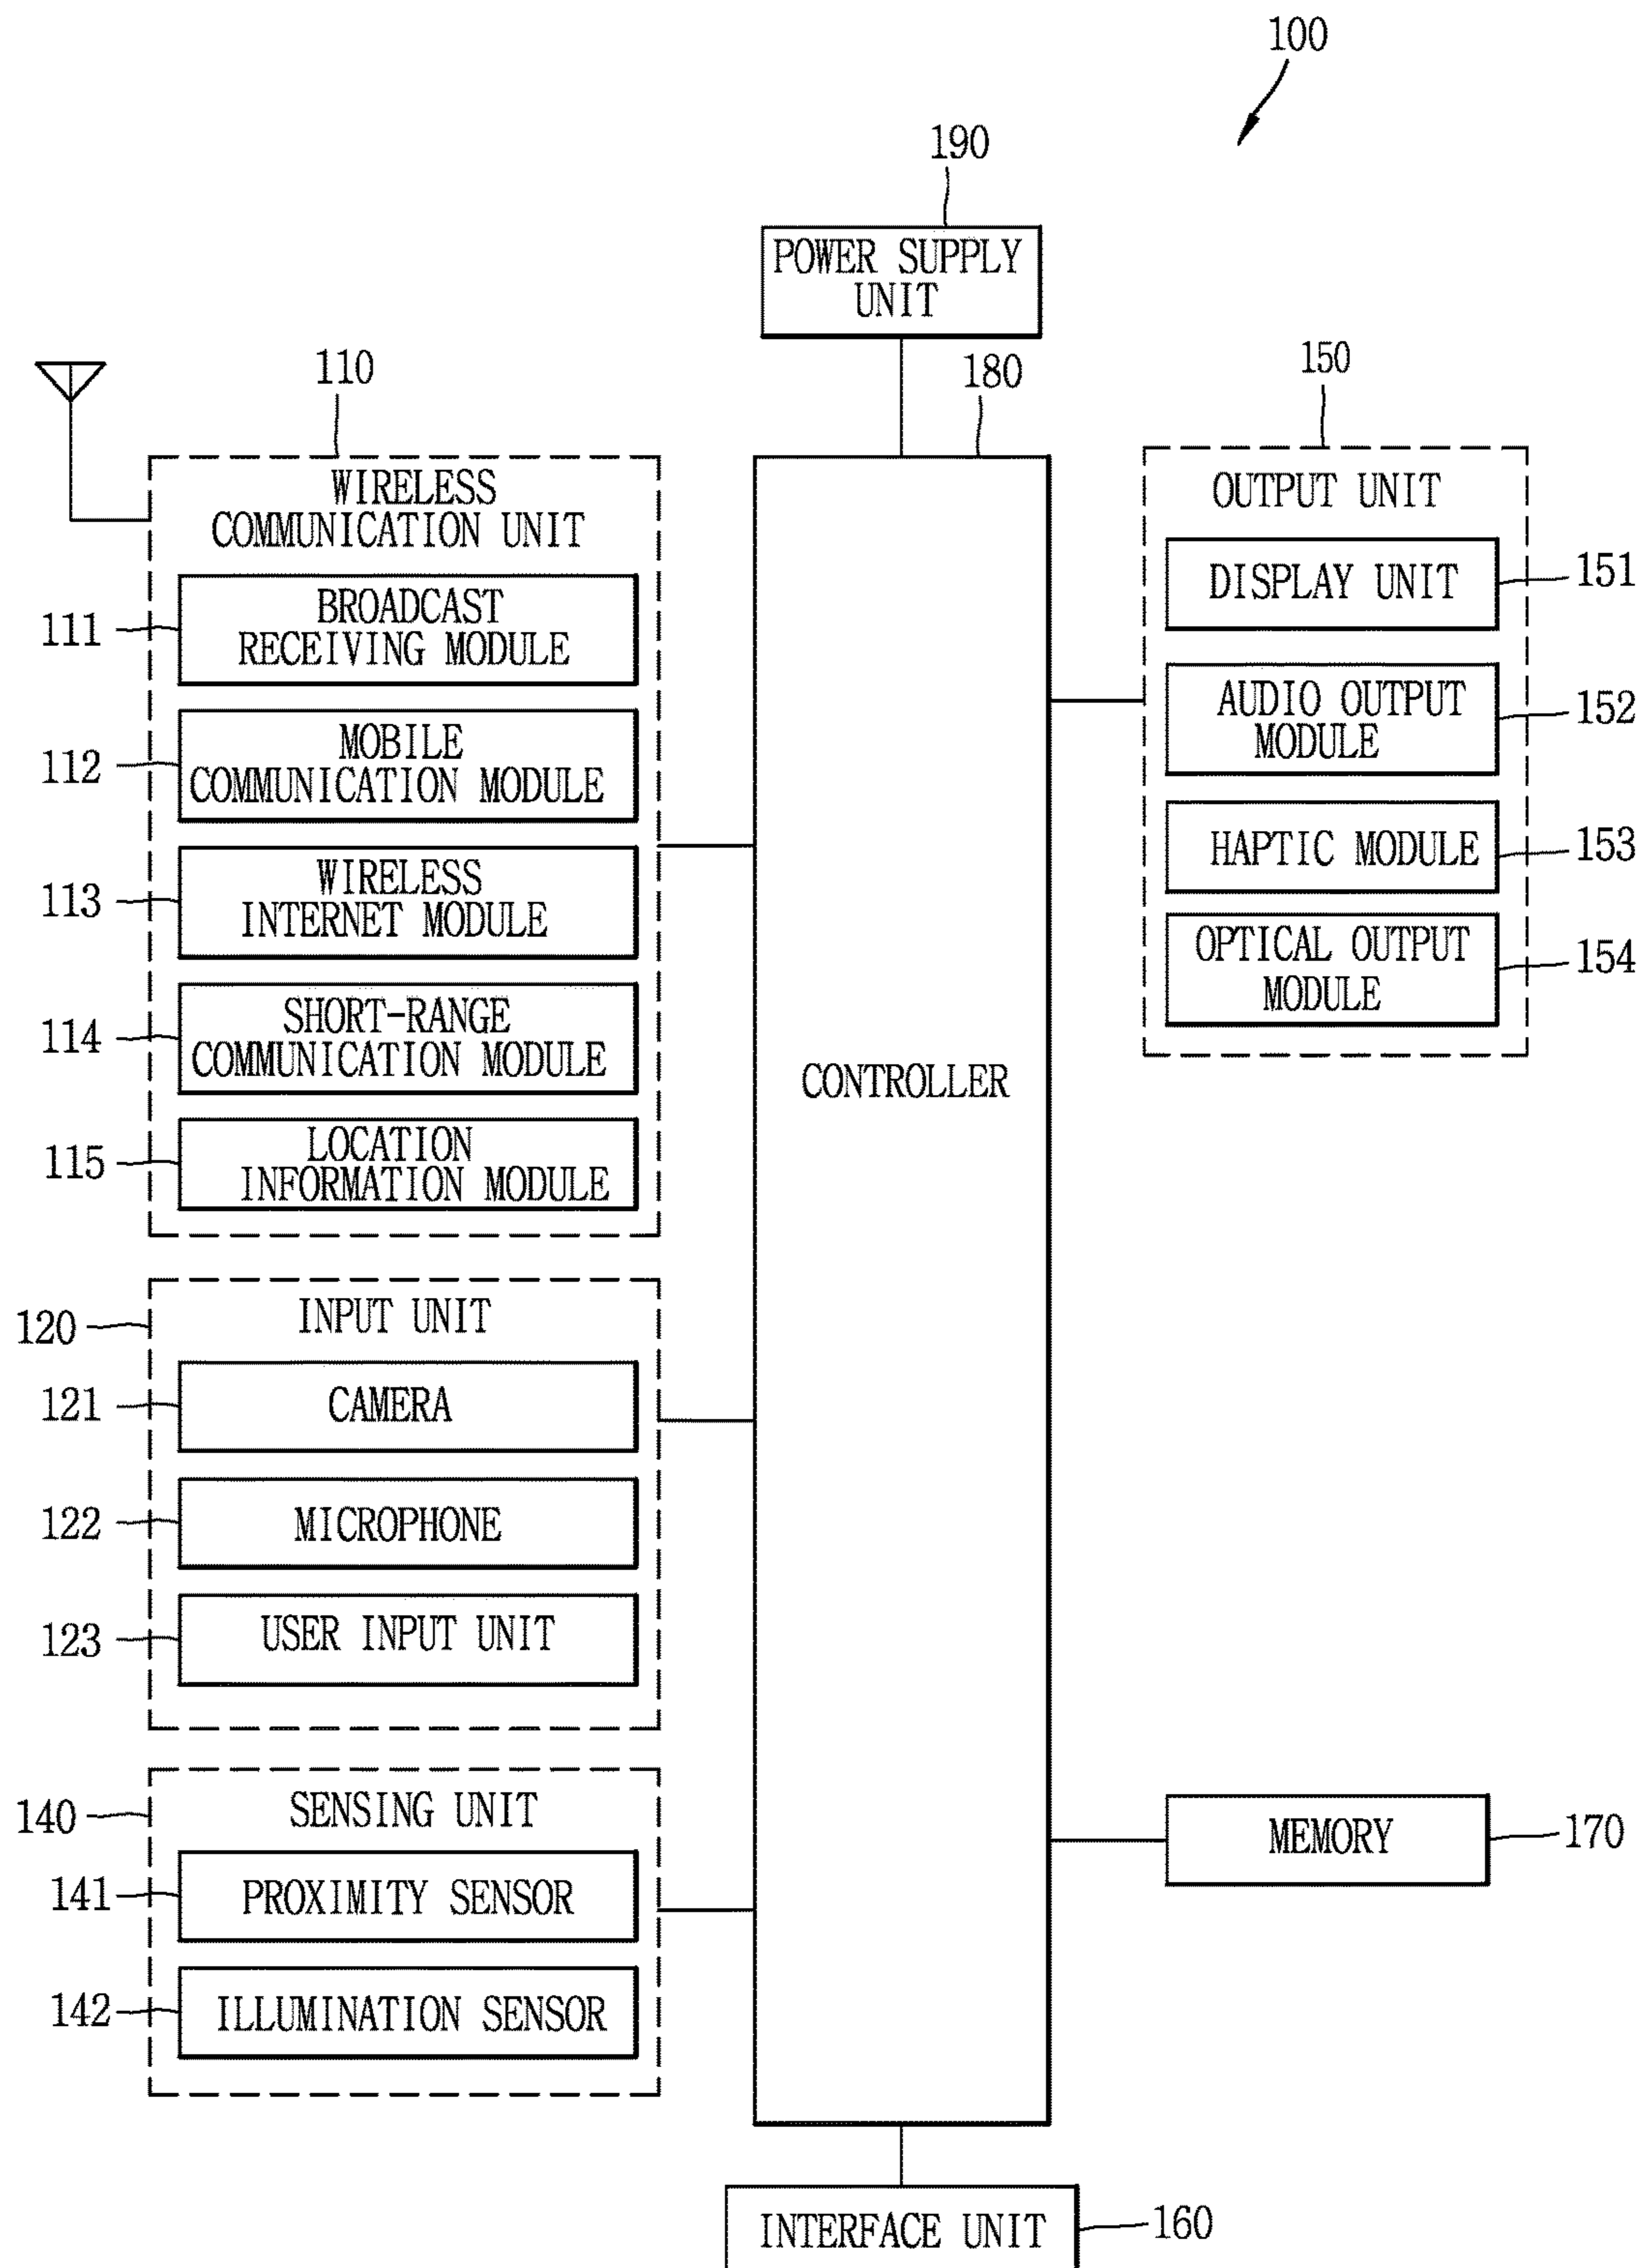 100
190
POWER SUPPLY
UNIT
110
180
150
WIRELESS
COMMUNICATION UNIT
111
BROADCAST
RECEIVING MODULE
112
MOBILE
COMMUNICATION MODULE
113
WIRELESS
INTERNET MODULE
114
SHORT-RANGE
COMMUNICATION MODULE
115
LOCATION
INFORMATION MODULE
120
INPUT UNIT
121
CAMERA
122
MICROPHONE
123
USER INPUT UNIT
140
SENSING UNIT
141
PROXIMITY SENSOR
142
ILLUMINATION SENSOR
CONTROLLER
OUTPUT UNIT
DISPLAY UNIT
151
AUDIO OUTPUT
MODULE
152
HAPTIC MODULE
153
OPTICAL OUTPUT
MODULE
154
MEMORY
170
INTERFACE UNIT
160